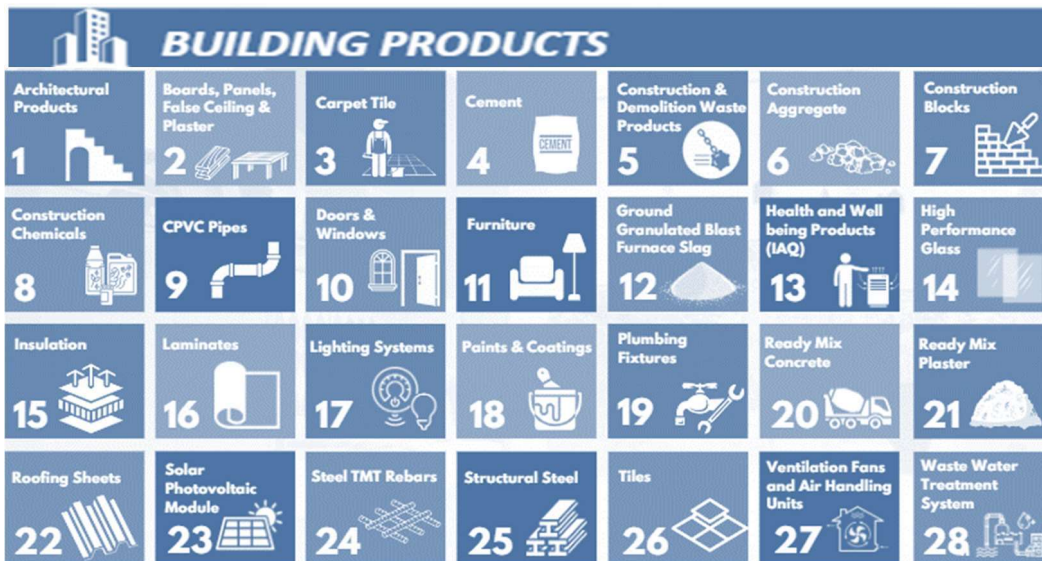 BUILDING PRODUCTS
Architectural
Products
1
Boards, Panels,
False Ceiling &
Plaster
2
Carpet Tile
3
Cement
CEMENT
4
Construction &
Demolition Waste
Products
5
Construction
Aggregate
6
Construction
Blocks
7
Construction
Chemicals
8
CPVC Pipes
9
Doors &
Windows
10
Furniture
11
Ground
Granulated Blast
Furnace Slag
12
Health and Well
being Products
(IAQ)
13
High
Performance
Glass
14
Insulation
15
Laminates
16
Lighting Systems
17
Paints & Coatings
18
Plumbing
Fixtures
19
Ready Mix
Concrete
20
Ready Mix
Plaster
21
Roofing Sheets
22
Solar
Photovoltaic
Module
23
Steel TMT Rebars
24
Structural Steel
25
Tiles
26
Ventilation Fans
and Air Handling
Units
27
Waste Water
Treatment
System
28